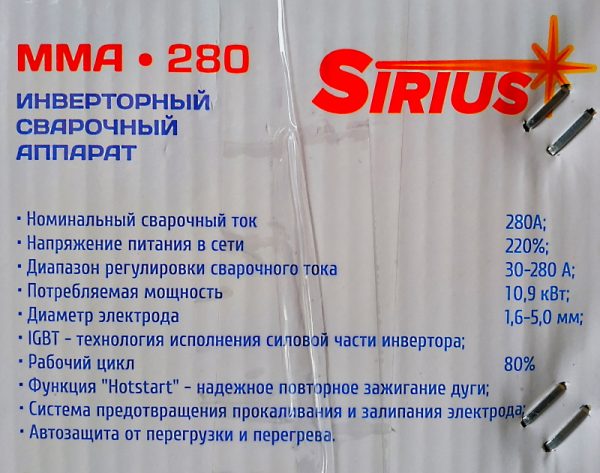 ММА • 280
SIRIUS
ИНВЕРТОРНЫЙ
СВАРОЧНЫЙ
АППАРАТ
• Номинальный сварочный ток 280А;
• Напряжение питания в сети 220%;
• Диапазон регулировки сварочного тока 30-280 А;
• Потребляемая мощность 10,9 кВт;
• Диаметр электрода 1,6-5,0 мм;
• IGBT - технология исполнения силовой части инвертора;
• Рабочий цикл 80%
• Функция "Hotstart" - надежное повторное зажигание дуги;
• Система предотвращения прокаливания и залипания электрода;
• Автозащита от перегрузки и перегрева.